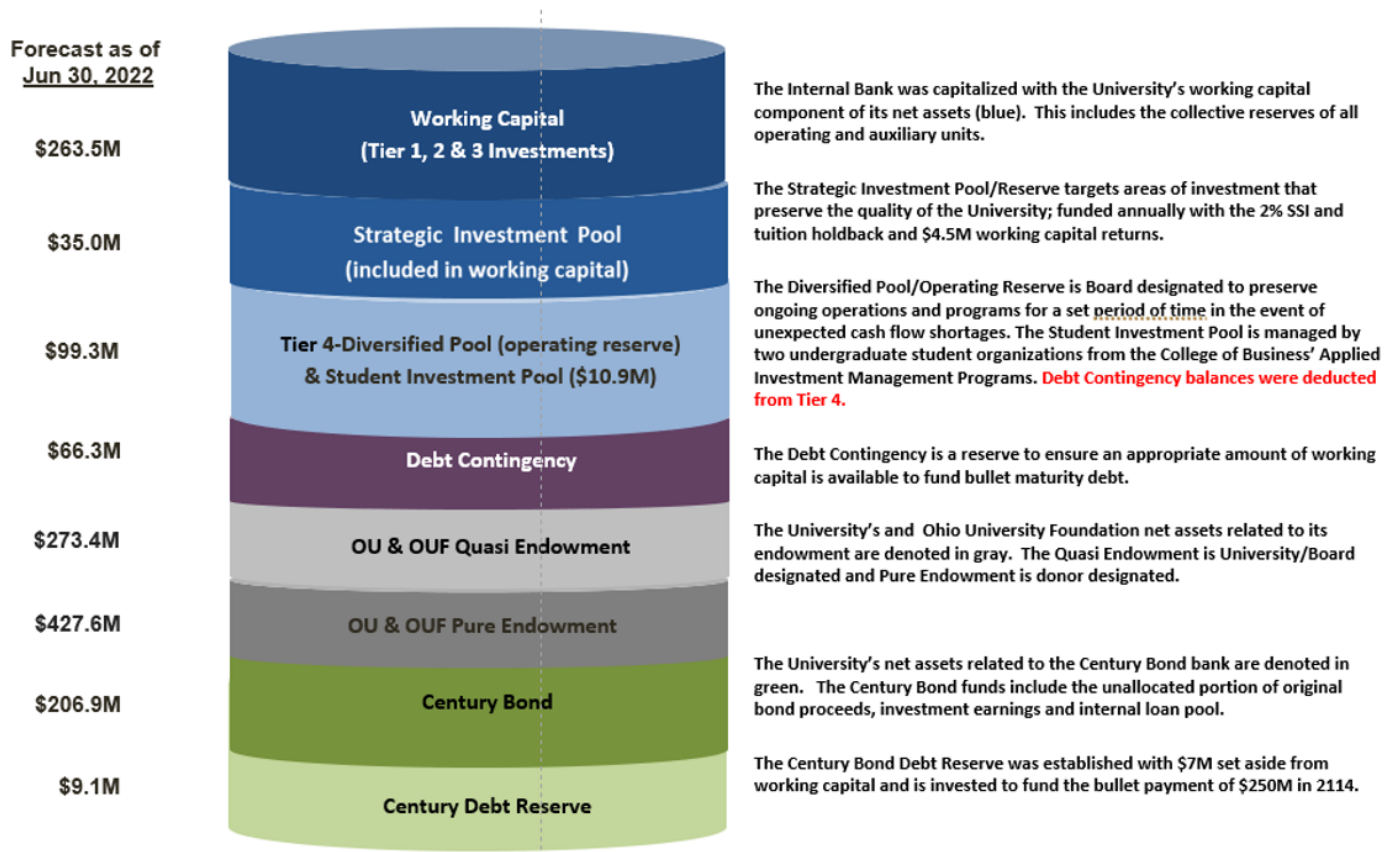 Forecast as of
Jun 30, 2022
$263.5M
$35.0M
$99.3M
$66.3M
$273.4M
$427.6M
$206.9M
$9.1M
Working Capital
(Tier 1, 2 & 3 Investments)
Strategic Investment Pool
(included in working capital)
Tier 4-Diversified Pool (operating reserve)
& Student Investment Pool ($10.9M)
Debt Contingency
OU & OUF Quasi Endowment
OU & OUF Pure Endowment
Century Bond
Century Debt Reserve
The Internal Bank was capitalized with the University's working capital
component of its net assets (blue). This includes the collective reserves of all
operating and auxiliary units.
The Strategic Investment Pool/Reserve targets areas of investment that
preserve the quality of the University; funded annually with the 2% SSI and
tuition holdback and $4.5M working capital returns.
The Diversified Pool/Operating Reserve is Board designated to preserve
ongoing operations and programs for a set period of time in the event of
unexpected cash flow shortages. The Student Investment Pool is managed by
two undergraduate student organizations from the College of Business' Applied
Investment Management Programs. Debt Contingency balances were deducted
from Tier 4.
The Debt Contingency is a reserve to ensure an appropriate amount of working
capital is available to fund bullet maturity debt.
The University's and Ohio University Foundation net assets related to its
endowment are denoted in gray. The Quasi Endowment is University/Board
designated and Pure Endowment is donor designated.
The University's net assets related to the Century Bond bank are denoted in
green. The Century Bond funds include the unallocated portion of original
bond proceeds, investment earnings and internal loan pool.
The Century Bond Debt Reserve was established with $7M set aside from
working capital and is invested to fund the bullet payment of $250M in 2114.